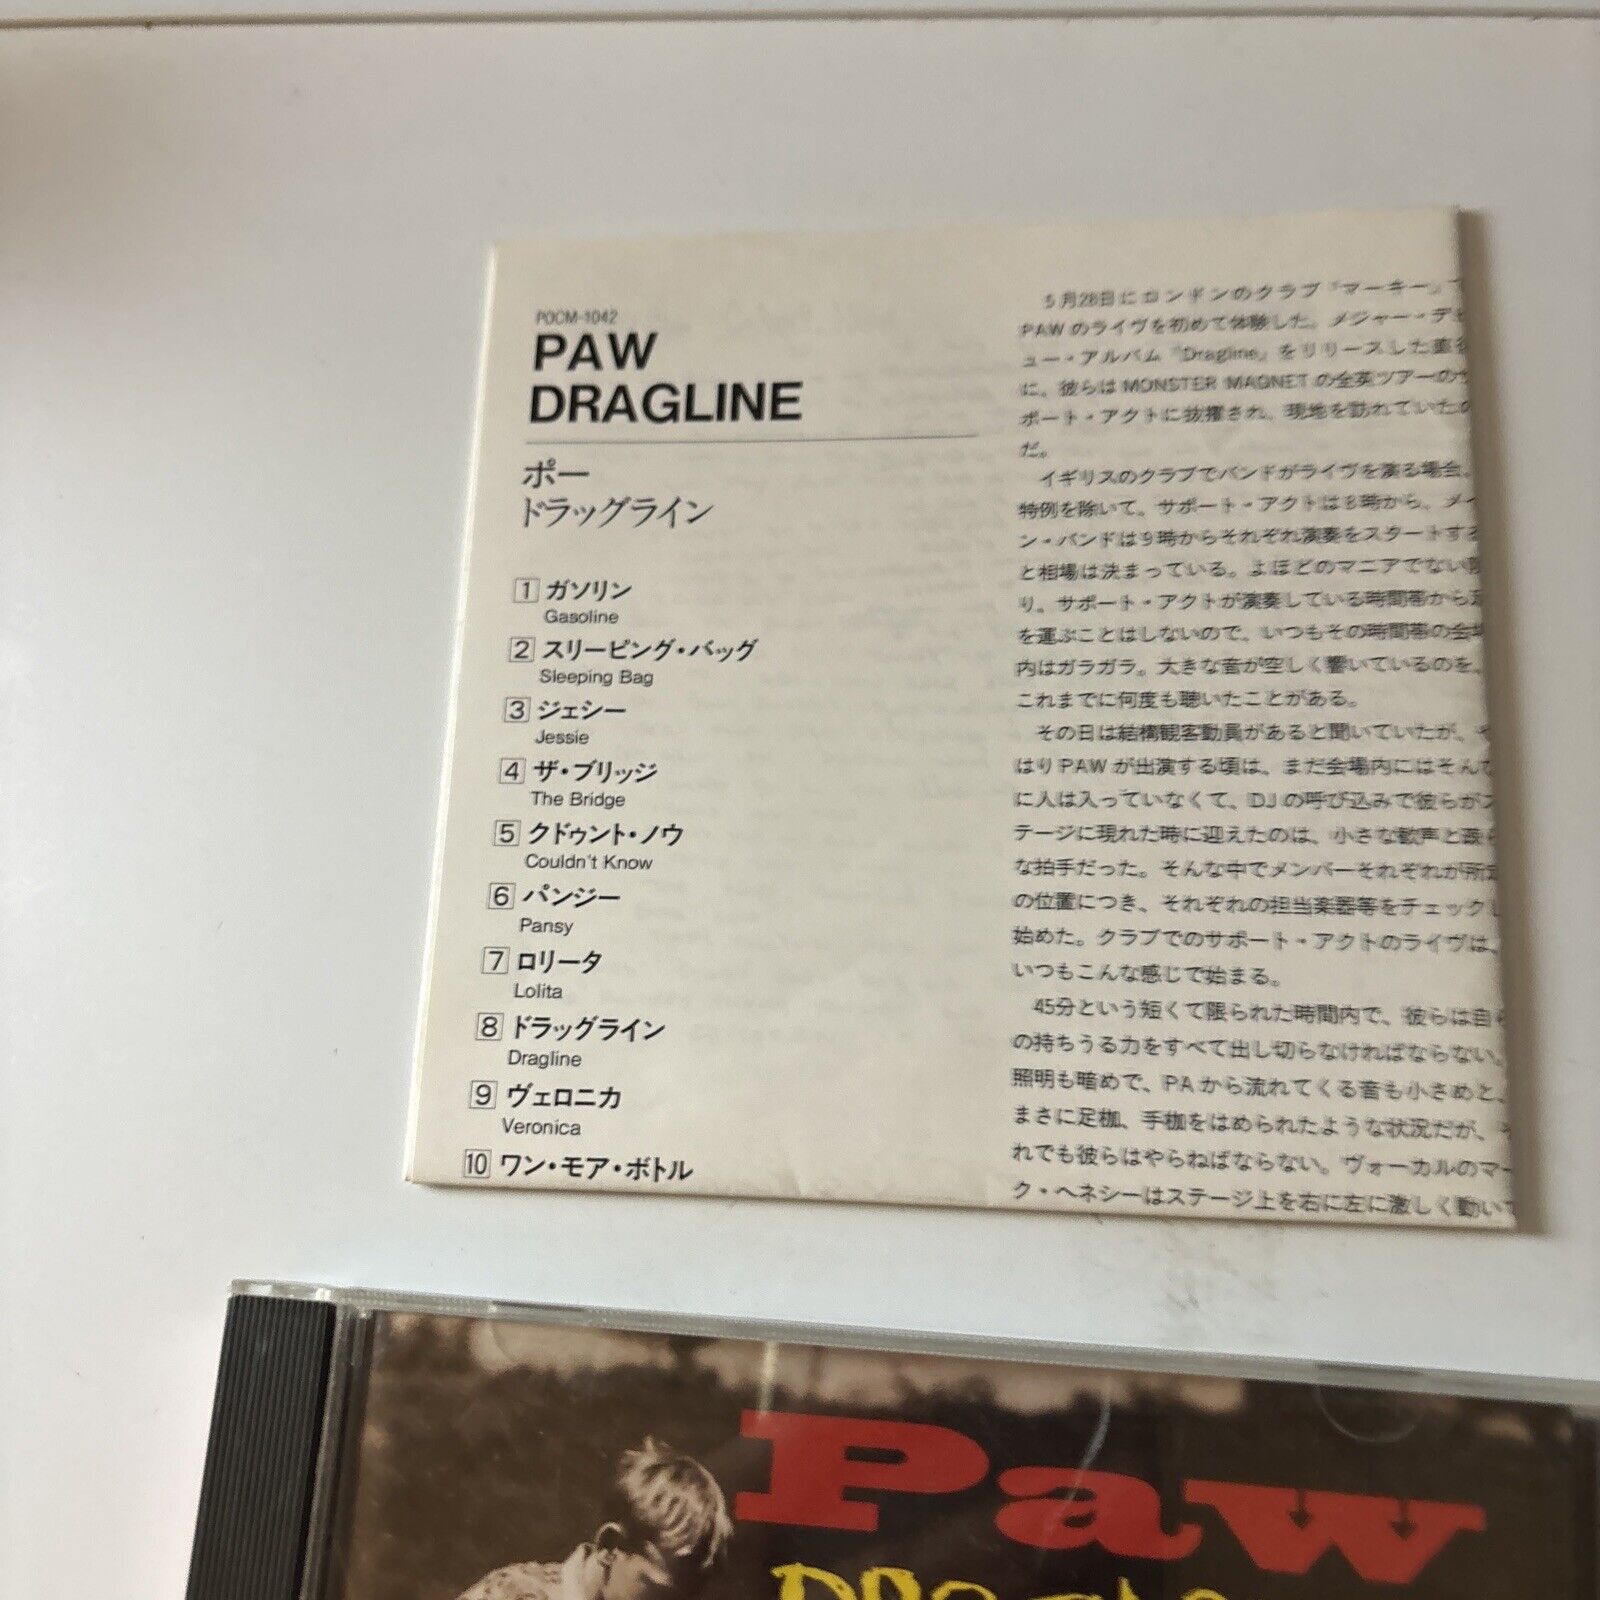 POCM-1042
PAW
DRAGLINE
ポー
ドラッグライン
1 ガソリン
Gasoline
2 スリーピング・バッグ
Sleeping Bag
3 ジェシー
Jessie
4 ザ・ブリッジ
The Bridge
5 クドゥント・ノウ
Couldn't Know
6 パンジー
Pansy
7 ロリータ
Lolita
8 ドラッグライン
Dragline
9 ヴェロニカ
Veronica
10 ワン・モア・ボトル
5月28日にロンドンのクラブ『マーキー』で
PAWのライヴを初めて体験した。メジャー・デビ
ュー・アルバム『Dragline』をリリースした直後
に、彼らはMONSTER MAGNETの全英ツアーのサ
ポート・アクトに抜擢され、現地を訪れていたの
だ。
イギリスのクラブでバンドがライヴを演る場合、
特例を除いて、サポート・アクトは8時から、メイ
ン・バンドは9時からそれぞれ演奏をスタートする
と相場は決まっている。よほどのマニアでない限
り、サポート・アクトが演奏している時間帯から足
を運ぶことはしないので、いつもその時間帯の会場
内はガラガラ。大きな音が空しく響いているのを、
これまでに何度も聴いたことがある。
その日は結構観客動員があると聞いていたが、や
はりPAWが出演する頃は、まだ会場内にはそんな
に人は入っていなくて、DJの呼び込みで彼らがス
テージに現れた時に迎えたのは、小さな歓声と疎ら
な拍手だった。そんな中でメンバーそれぞれが所定
の位置につき、それぞれの担当楽器等をチェックし
始めた。クラブでのサポート・アクトのライヴは、
いつもこんな感じで始まる。
45分という短くて限られた時間内で、彼らは自ら
の持ちうる力をすべて出し切らなければならない。
照明も暗めで、PAから流れてくる音も小さめと、
まさに足枷、手枷をはめられたような状況だが、そ
れでも彼らはやらねばならない。ヴォーカルのマー
ク・ヘネシーはステージ上を右に左に激しく動いて
Paw